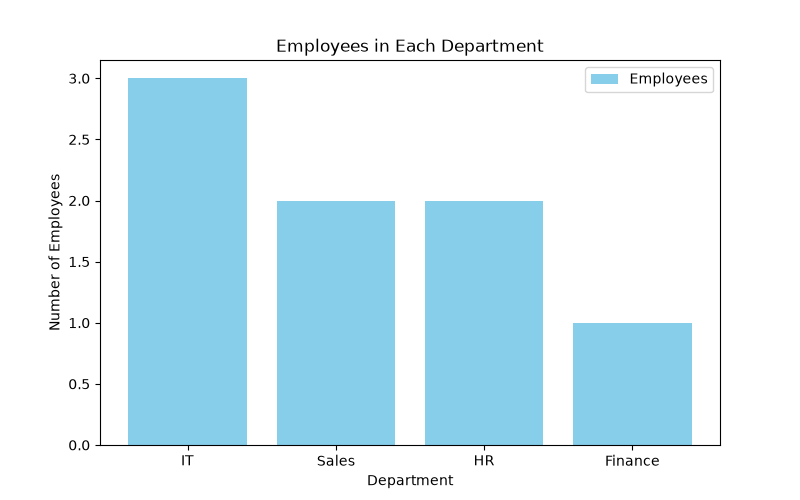 Employees in Each Department
Employees
3.0
2.5
2.0
1.5
1.0
0.5
0.0
Number of Employees
IT Sales HR Finance
Department